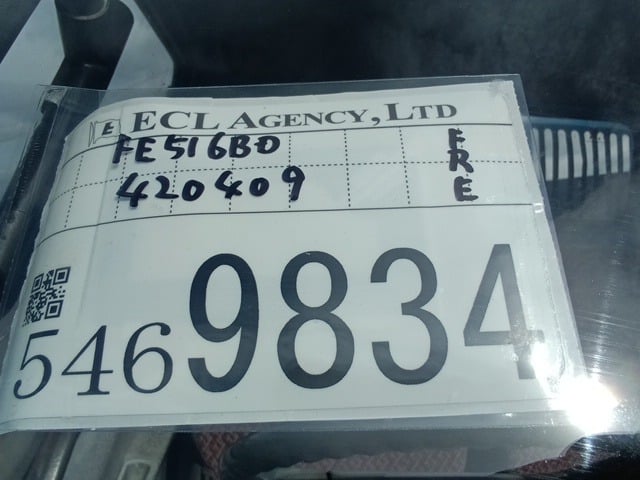 E ECL AGENCY, LTD
FE516BD
420409
FRE
5469834